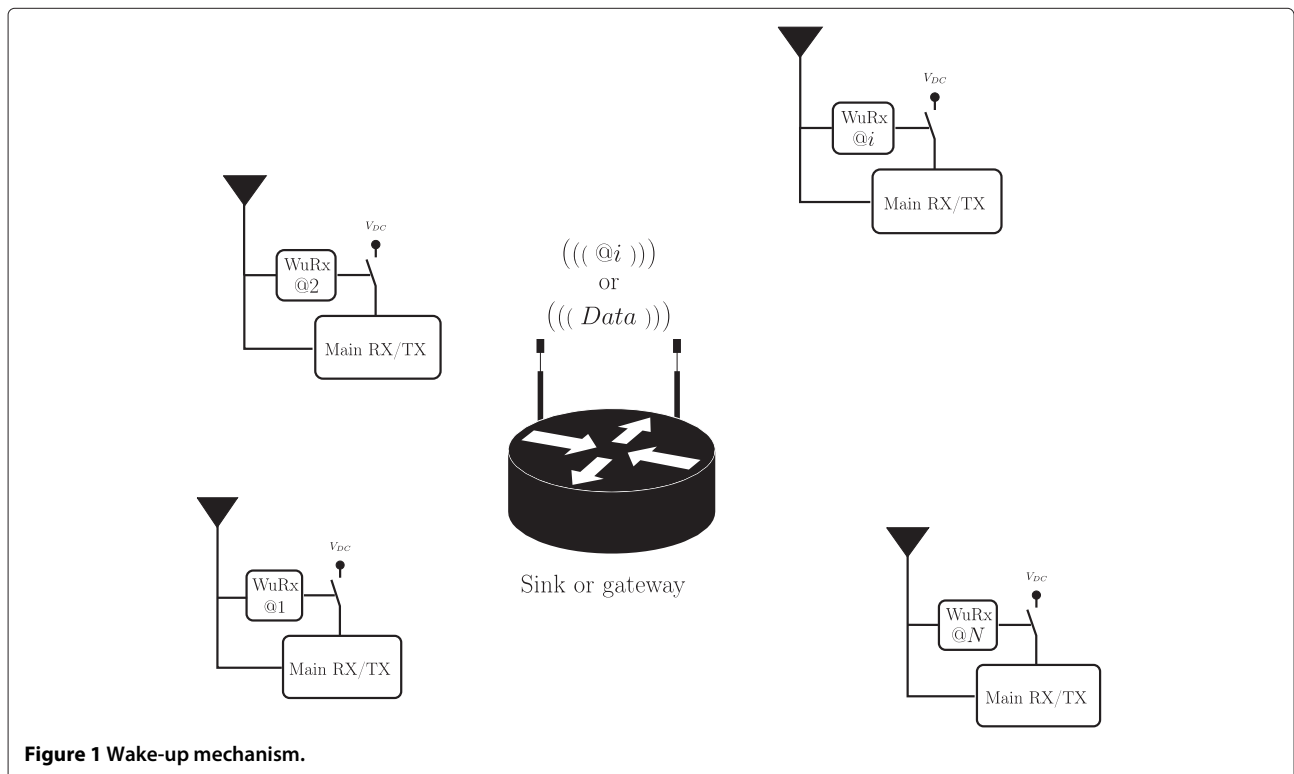 V_DC
WuRx
@i
Main RX/TX
V_DC
WuRx
@2
Main RX/TX
((( @i )))
or
((( Data )))
Sink or gateway
V_DC
WuRx
@1
Main RX/TX
V_DC
WuRx
@N
Main RX/TX
Figure 1 Wake-up mechanism.